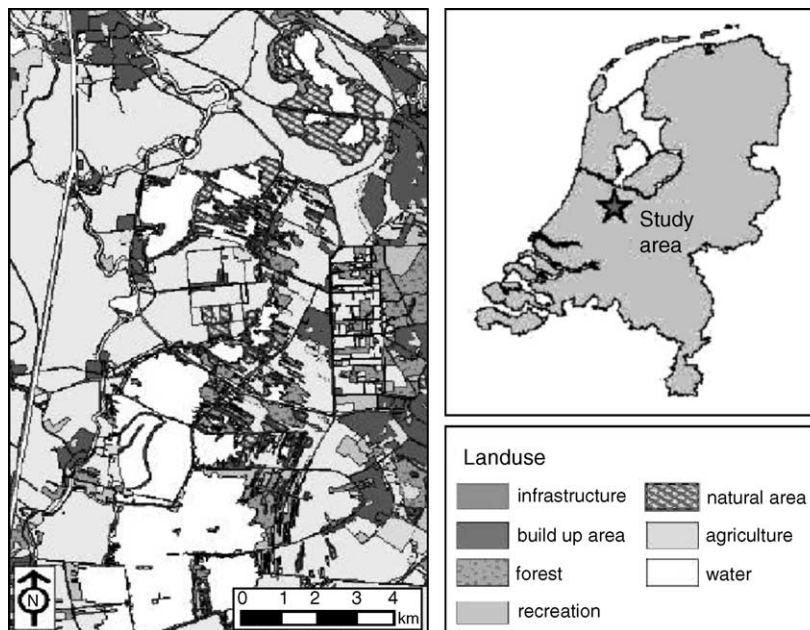 N
0 1 2 3 4
km
Study
area
Landuse
infrastructure
build up area
forest
recreation
natural area
agriculture
water